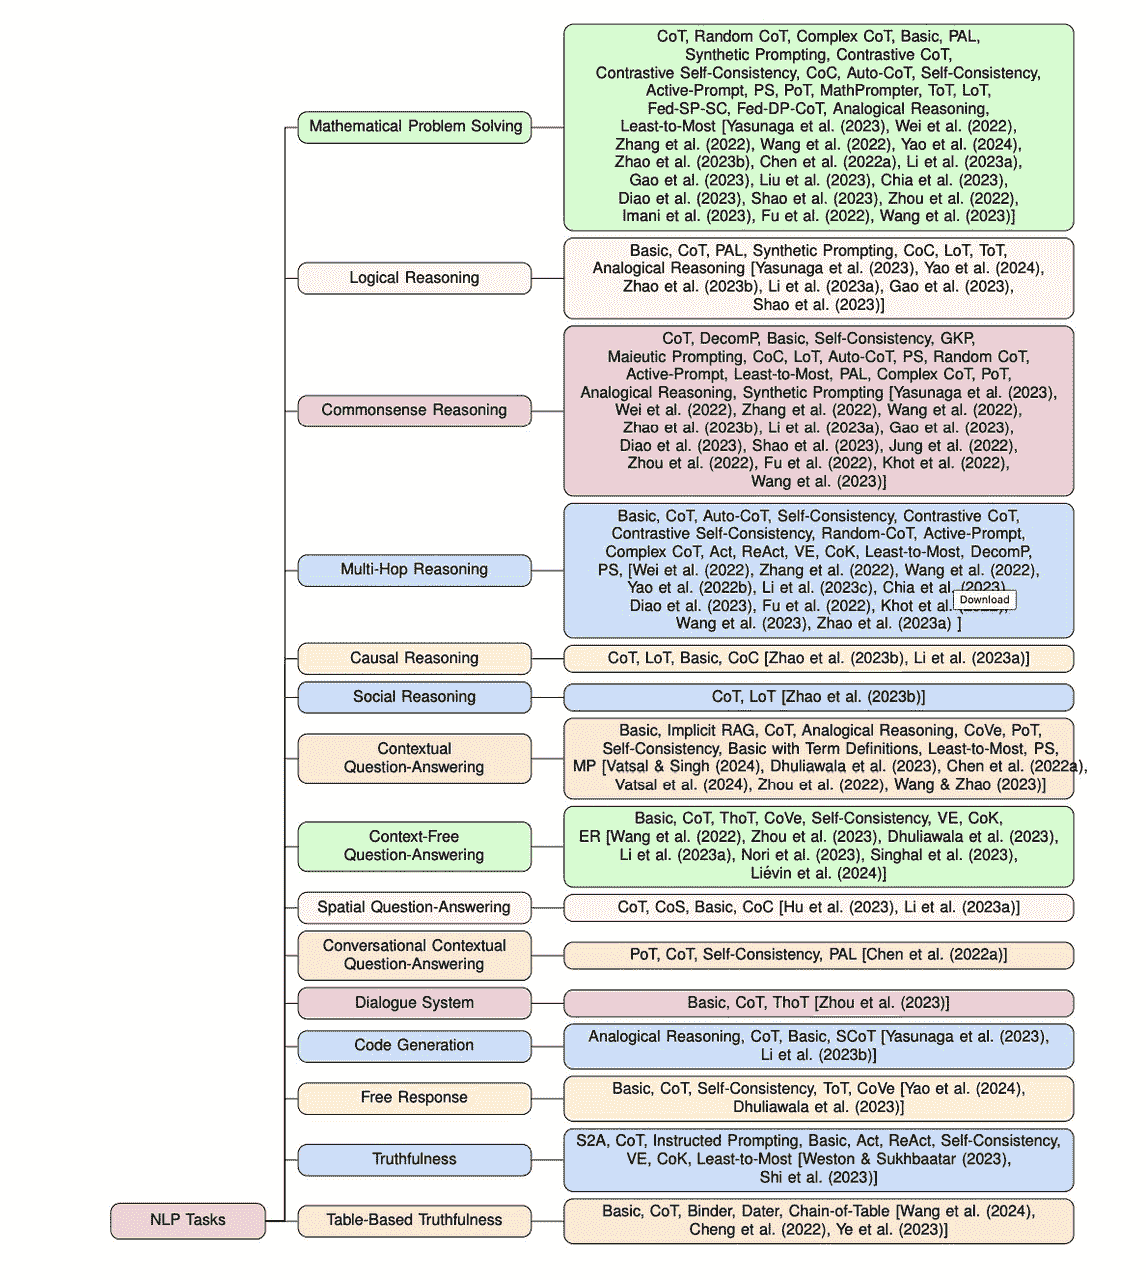 CoT, Random CoT, Complex CoT, Basic, PAL,
Synthetic Prompting, Contrastive CoT,
Contrastive Self-Consistency, CoC, Auto-CoT, Self-Consistency,
Active-Prompt, PS, PoT, MathPrompter, ToT, LoT,
Fed-SP-SC, Fed-DP-CoT, Analogical Reasoning,
Mathematical Problem Solving
Least-to-Most [Yasunaga et al. (2023), Wei et al. (2022),
Zhang et al. (2022), Wang et al. (2022), Yao et al. (2024),
Zhao et al. (2023b), Chen et al. (2022a), Li et al. (2023a),
Gao et al. (2023), Liu et al. (2023), Chia et al. (2023),
Diao et al. (2023), Shao et al. (2023), Zhou et al. (2022),
Imani et al. (2023), Fu et al. (2022), Wang et al. (2023)]
Logical Reasoning
Basic, CoT, PAL, Synthetic Prompting, CoC, LoT, ToT,
Analogical Reasoning [Yasunaga et al. (2023), Yao et al. (2024),
Zhao et al. (2023b), Li et al. (2023a), Gao et al. (2023),
Shao et al. (2023)]
Commonsense Reasoning
CoT, DecomP, Basic, Self-Consistency, GKP,
Maieutic Prompting, CoC, LoT, Auto-CoT, PS, Random CoT,
Active-Prompt, Least-to-Most, PAL, Complex CoT, PoT,
Analogical Reasoning, Synthetic Prompting [Yasunaga et al. (2023),
Wei et al. (2022), Zhang et al. (2022), Wang et al. (2022),
Zhao et al. (2023b), Li et al. (2023a), Gao et al. (2023),
Diao et al. (2023), Shao et al. (2023), Jung et al. (2022),
Zhou et al. (2022), Fu et al. (2022), Khot et al. (2022),
Wang et al. (2023)]
Multi-Hop Reasoning
Basic, CoT, Auto-CoT, Self-Consistency, Contrastive CoT,
Contrastive Self-Consistency, Random-CoT, Active-Prompt,
Complex CoT, Act, ReAct, VE, CoK, Least-to-Most, DecomP,
PS, [Wei et al. (2022), Zhang et al. (2022), Wang et al. (2022),
Yao et al. (2022b), Li et al. (2023c), Chia et al. (2023),
Diao et al. (2023), Fu et al. (2022), Khot et al.
Download
Wang et al. (2023), Zhao et al. (2023a) ]
Causal Reasoning
CoT, LoT, Basic, CoC [Zhao et al. (2023b), Li et al. (2023a)]
Social Reasoning
CoT, LoT [Zhao et al. (2023b)]
Contextual
Question-Answering
Basic, Implicit RAG, CoT, Analogical Reasoning, CoVe, PoT,
Self-Consistency, Basic with Term Definitions, Least-to-Most, PS,
MP [Vatsal & Singh (2024), Dhuliawala et al. (2023), Chen et al. (2022a),
Vatsal et al. (2024), Zhou et al. (2022), Wang & Zhao (2023)]
Context-Free
Question-Answering
Basic, CoT, ThoT, CoVe, Self-Consistency, VE, CoK,
ER [Wang et al. (2022), Zhou et al. (2023), Dhuliawala et al. (2023),
Li et al. (2023a), Nori et al. (2023), Singhal et al. (2023),
Liévin et al. (2024)]
Spatial Question-Answering
CoT, CoS, Basic, CoC [Hu et al. (2023), Li et al. (2023a)]
Conversational Contextual
Question-Answering
PoT, CoT, Self-Consistency, PAL [Chen et al. (2022a)]
Dialogue System
Basic, CoT, ThoT [Zhou et al. (2023)]
Code Generation
Analogical Reasoning, CoT, Basic, SCoT [Yasunaga et al. (2023),
Li et al. (2023b)]
Free Response
Basic, CoT, Self-Consistency, ToT, CoVe [Yao et al. (2024),
Dhuliawala et al. (2023)]
Truthfulness
S2A, CoT, Instructed Prompting, Basic, Act, ReAct, Self-Consistency,
VE, CoK, Least-to-Most [Weston & Sukhbaatar (2023),
Shi et al. (2023)]
NLP Tasks
Table-Based Truthfulness
Basic, CoT, Binder, Dater, Chain-of-Table [Wang et al. (2024),
Cheng et al. (2022), Ye et al. (2023)]